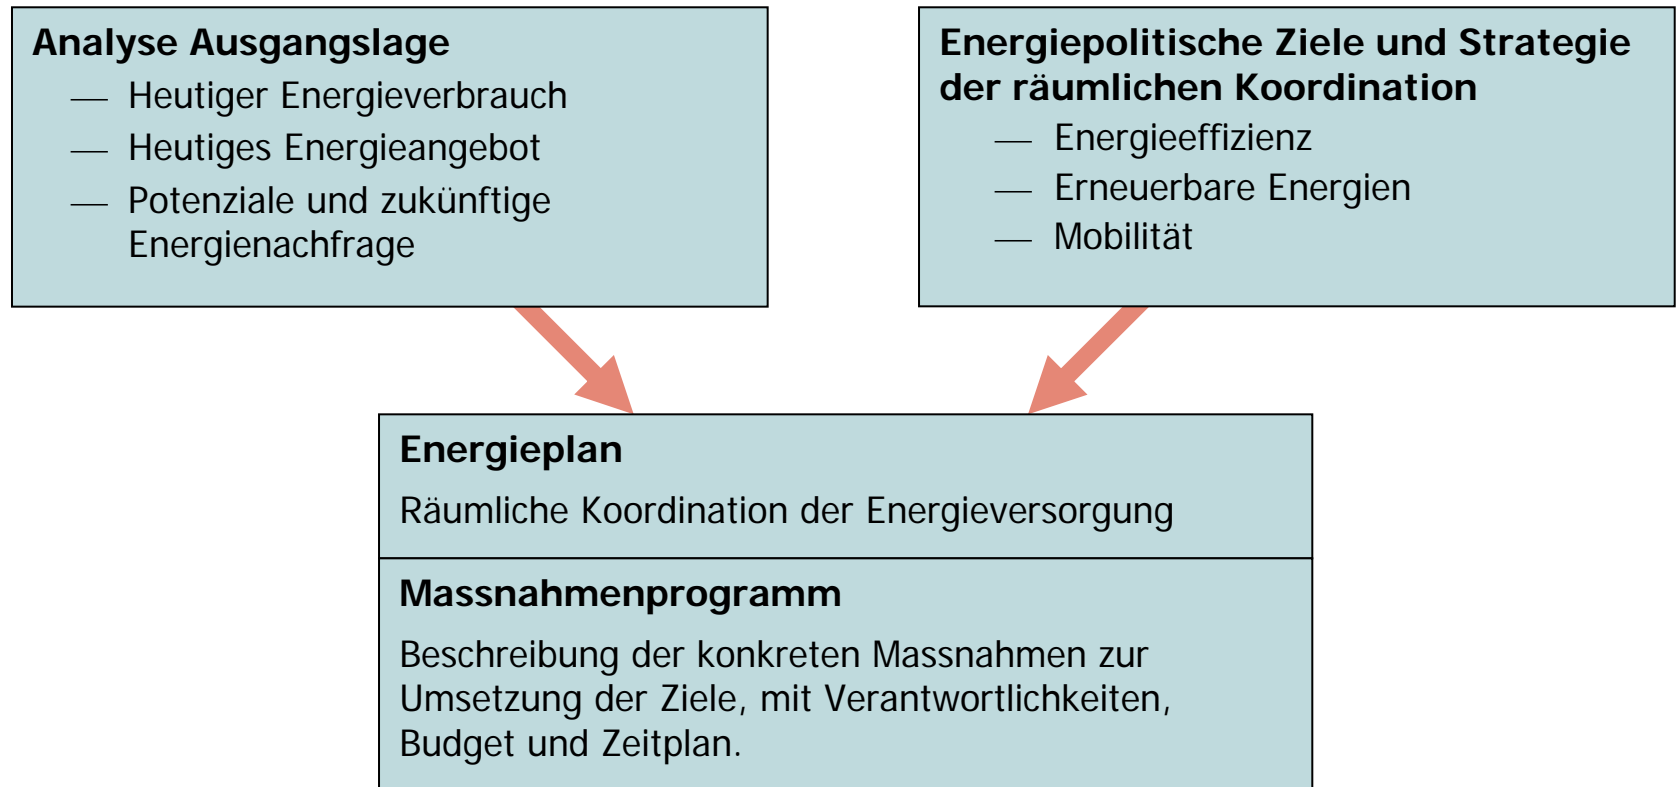 Analyse Ausgangslage
— Heutiger Energieverbrauch
— Heutiges Energieangebot
— Potenziale und zukünftige
Energienachfrage
Energiepolitische Ziele und Strategie
der räumlichen Koordination
— Energieeffizienz
— Erneuerbare Energien
— Mobilität
Energieplan
Räumliche Koordination der Energieversorgung
Massnahmenprogramm
Beschreibung der konkreten Massnahmen zur
Umsetzung der Ziele, mit Verantwortlichkeiten,
Budget und Zeitplan.